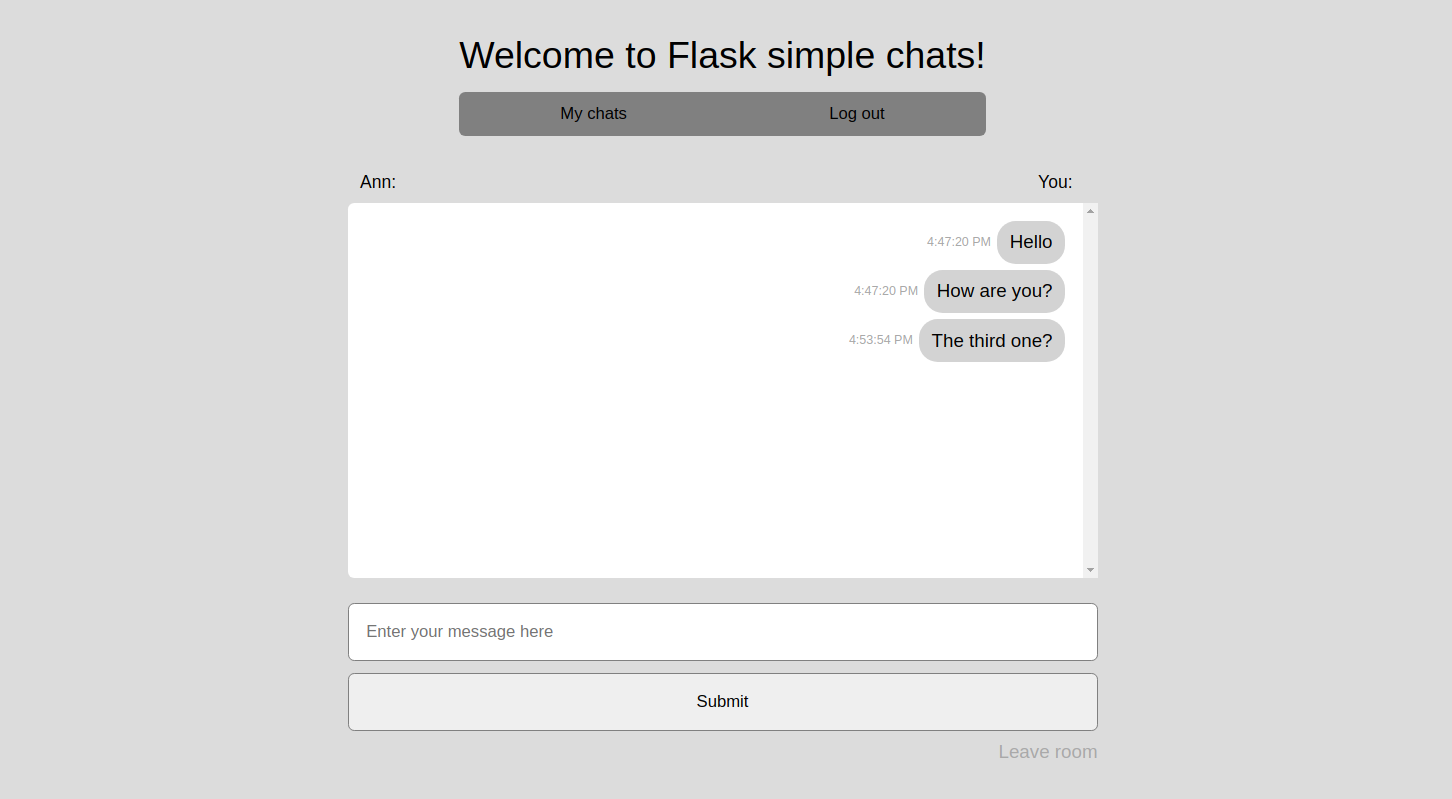 Welcome to Flask simple chats!
My chats Log out
Ann: You:
4:47:20 PM Hello
4:47:20 PM How are you?
4:53:54 PM The third one?
Enter your message here
Submit
Leave room